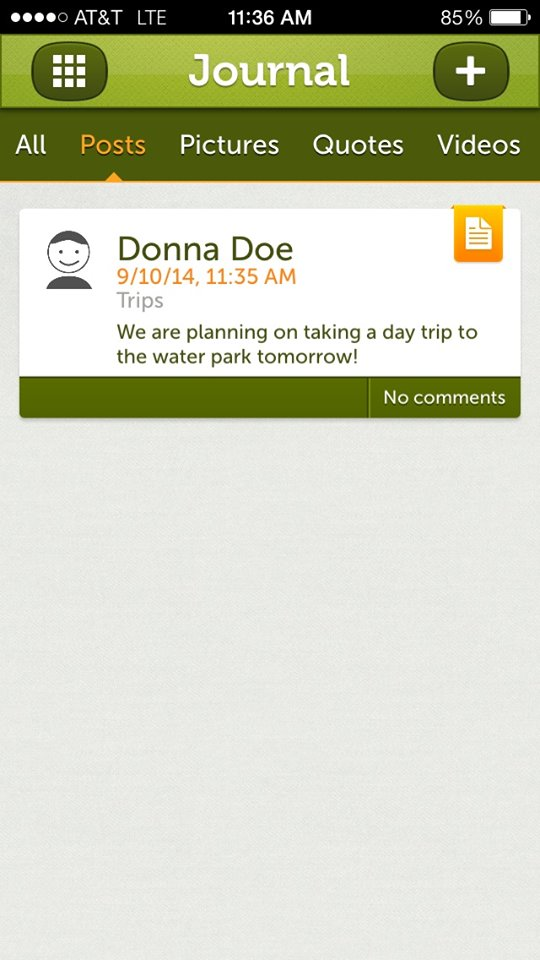 AT&T LTE 11:36 AM 85%
Journal
All Posts Pictures Quotes Videos
Donna Doe
9/10/14, 11:35 AM
Trips
We are planning on taking a day trip to
the water park tomorrow!
No comments